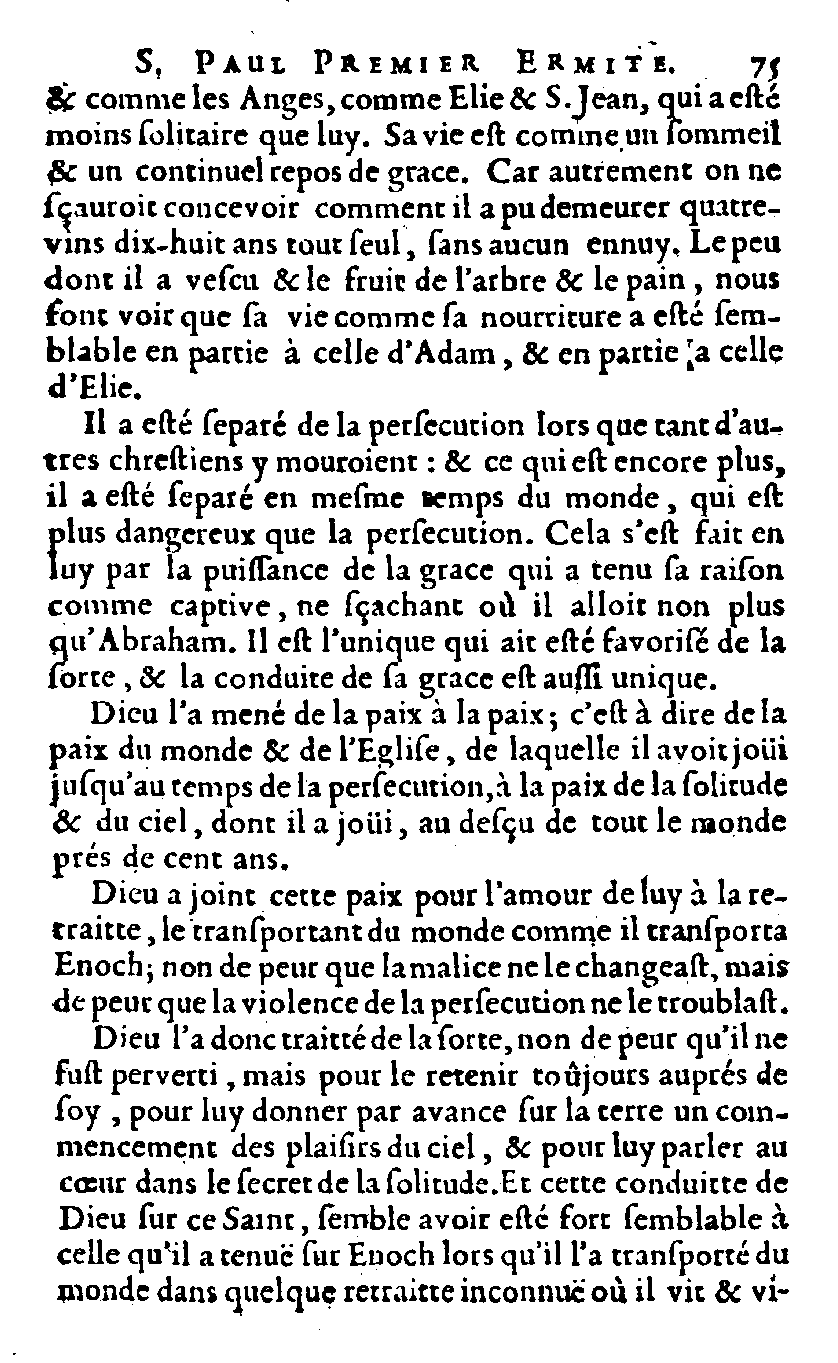 S. PAUL PREMIER ERMITE. 75
& comme les Anges, comme Elie & S. Jean, qui a eſté
moins ſolitaire que luy. Sa vie eſt comme un ſommeil
& un continuel repos de grace. Car autrement on ne
ſçauroit concevoir comment il a pu demeurer quatre-
vins dix-huit ans tout ſeul, ſans aucun ennuy. Le peu
dont il a veſcu & le fruit de l'arbre & le pain, nous
font voir que ſa vie comme ſa nourriture a eſté ſem-
blable en partie à celle d'Adam, & en partie a celle
d'Elie.
Il a eſté ſeparé de la perſecution lors que tant d'au-
tres chreſtiens y mouroient : & ce qui eſt encore plus,
il a eſté ſeparé en meſme temps du monde, qui eſt
plus dangereux que la perſecution. Cela s'eſt fait en
luy par la puiſſance de la grace qui a tenu ſa raiſon
comme captive, ne ſçachant où il alloit non plus
qu'Abraham. Il eſt l'unique qui ait eſté favoriſé de la
ſorte, & la conduite de ſa grace eſt auſſi unique.
Dieu l'a mené de la paix à la paix; c'eſt à dire de la
paix du monde & de l'Egliſe, de laquelle il avoit joüi
juſqu'au temps de la perſecution, à la paix de la ſolitude
& du ciel, dont il a joüi, au deſçu de tout le monde
prés de cent ans.
Dieu a joint cette paix pour l'amour de luy à la re-
traitte, le tranſportant du monde comme il tranſporta
Enoch; non de peur que la malice ne le changeaſt, mais
de peur que la violence de la perſecution ne le troublaſt.
Dieu l'a donc traitté de la ſorte, non de peur qu'il ne
fuſt perverti, mais pour le retenir toûjours auprés de
ſoy, pour luy donner par avance ſur la terre un com-
mencement des plaiſirs du ciel, & pour luy parler au
cœur dans le ſecret de la ſolitude. Et cette conduitte de
Dieu ſur ce Saint, ſemble avoir eſté fort ſemblable à
celle qu'il a tenuë ſur Enoch lors qu'il l'a tranſporté du
monde dans quelque retraitte inconnuë où il vit & vi-